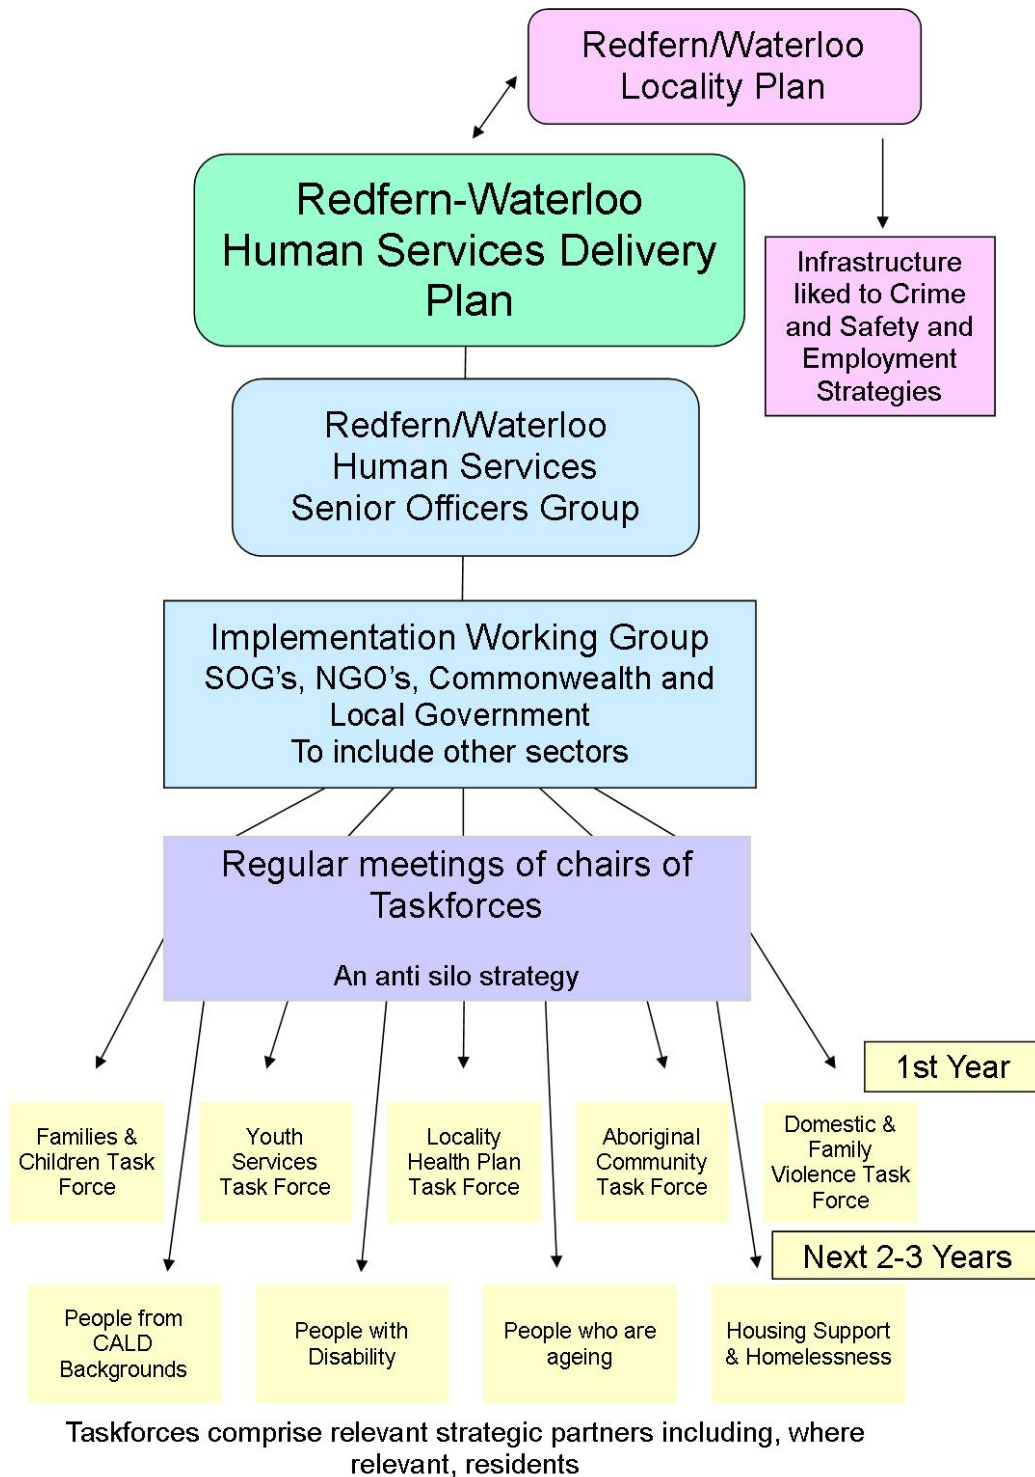 Redfern/Waterloo
Locality Plan
Redfern-Waterloo
Human Services Delivery
Plan
Infrastructure
liked to Crime
and Safety and
Employment
Strategies
Redfern/Waterloo
Human Services
Senior Officers Group
Implementation Working Group
SOG’s, NGO’s, Commonwealth and
Local Government
To include other sectors
Regular meetings of chairs of
Taskforces
An anti silo strategy
1st Year
Families &
Children Task
Force
Youth
Services
Task Force
Locality
Health Plan
Task Force
Aboriginal
Community
Task Force
Domestic &
Family
Violence Task
Force
Next 2-3 Years
People from
CALD
Backgrounds
People with
Disability
People who are
ageing
Housing Support
& Homelessness
Taskforces comprise relevant strategic partners including, where
relevant, residents